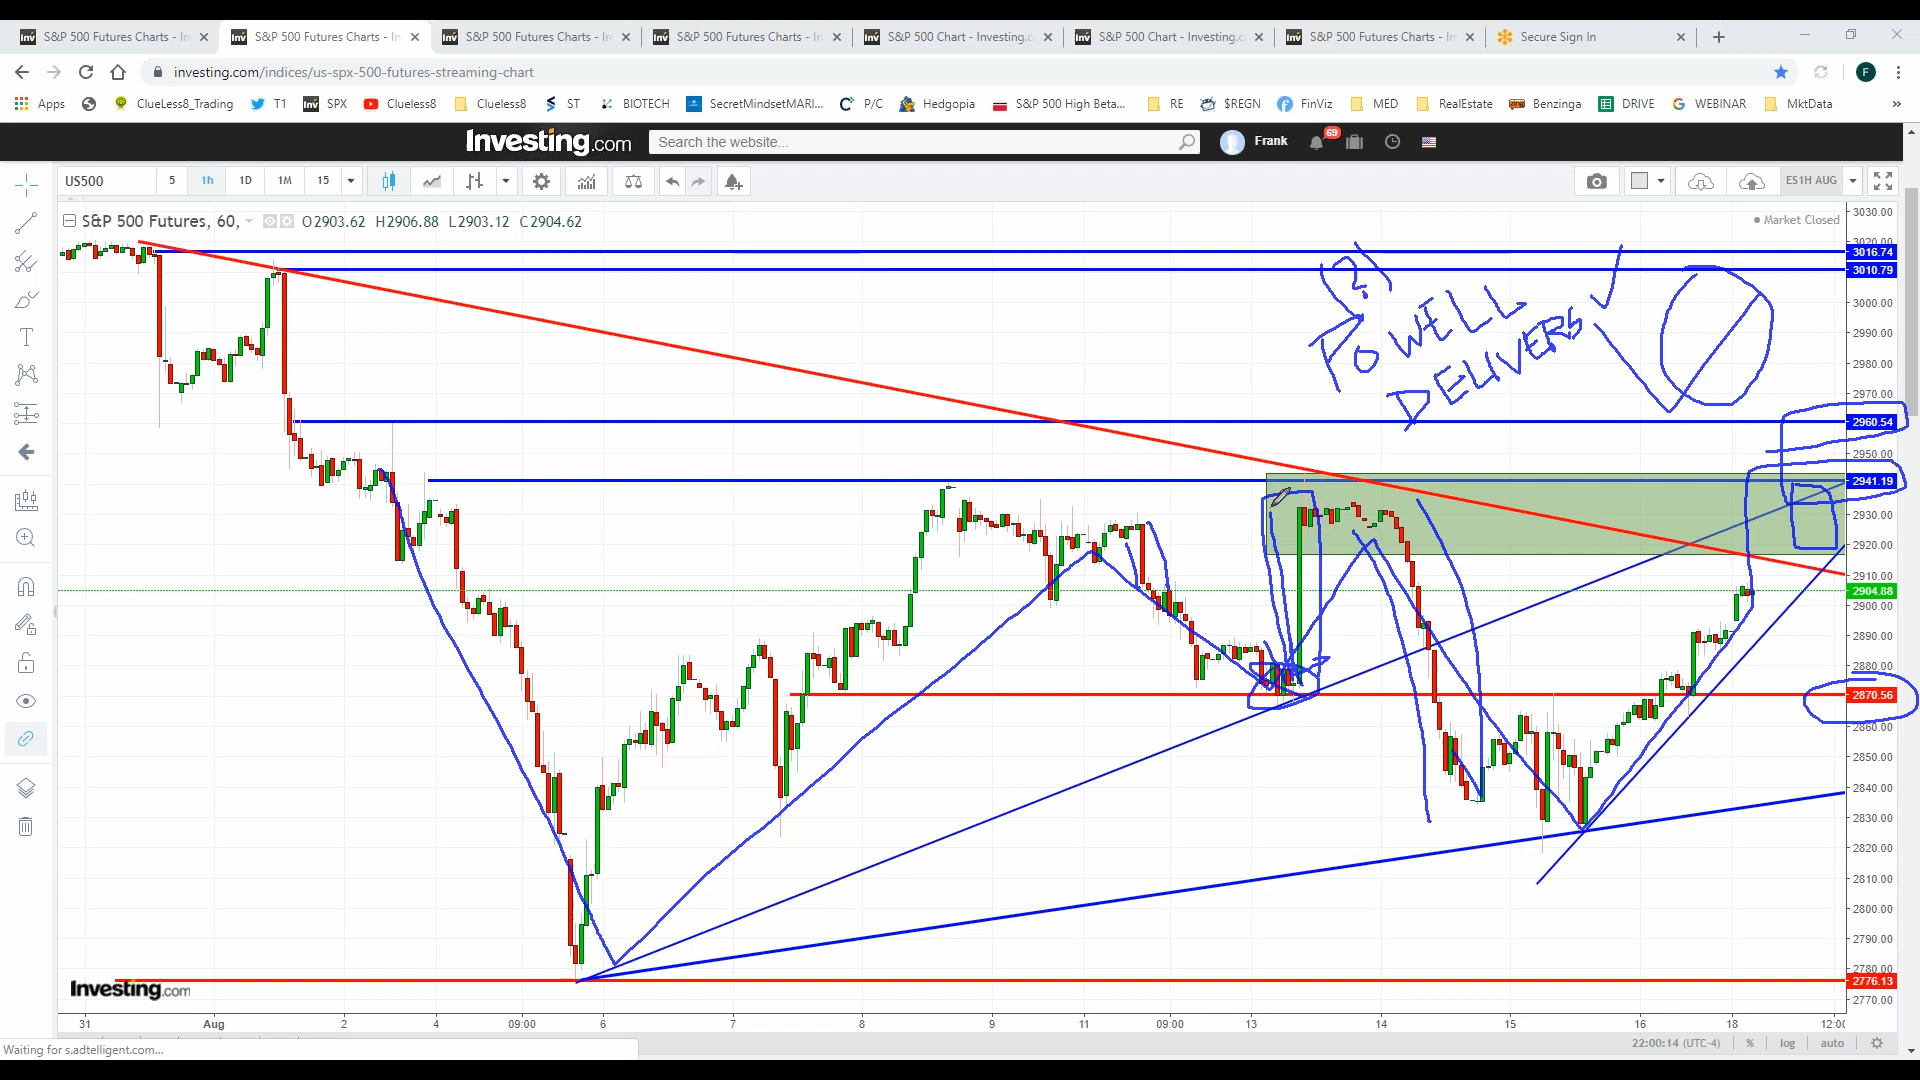 S&P 500 Futures Charts - In
S&P 500 Futures Charts - In
S&P 500 Futures Charts - In
S&P 500 Futures Charts - In
S&P 500 Chart - Investing.c
S&P 500 Chart - Investing.c
S&P 500 Futures Charts - In
Secure Sign In
investing.com/indices/us-spx-500-futures-streaming-chart
F
Apps
ClueLess8_Trading
T1
SPX
Clueless8
Clueless8
ST
BIOTECH
SecretMindsetMARI...
P/C
Hedgopia
S&P 500 High Beta...
RE
$REGN
FinViz
MED
RealEstate
Benzinga
DRIVE
WEBINAR
MktData
Investing.com
Search the website...
Frank
69
US500
5
1h
1D
1M
15
ES1H AUG
S&P 500 Futures, 60,
O2903.62 H2906.88 L2903.12 C2904.62
Market Closed
POWELL
DELIVERS
?
3030.00
3020.00
3016.74
3010.79
3000.00
2990.00
2980.00
2970.00
2960.54
2950.00
2941.19
2930.00
2920.00
2910.00
2904.88
2900.00
2890.00
2880.00
2870.56
2860.00
2850.00
2840.00
2830.00
2820.00
2810.00
2800.00
2790.00
2780.00
2776.13
2770.00
Investing.com
31
Aug
2
4
09:00
6
7
8
9
11
09:00
13
14
15
16
18
12:00
Waiting for s.adtelligent.com...
22:00:14 (UTC-4)
%
log
auto